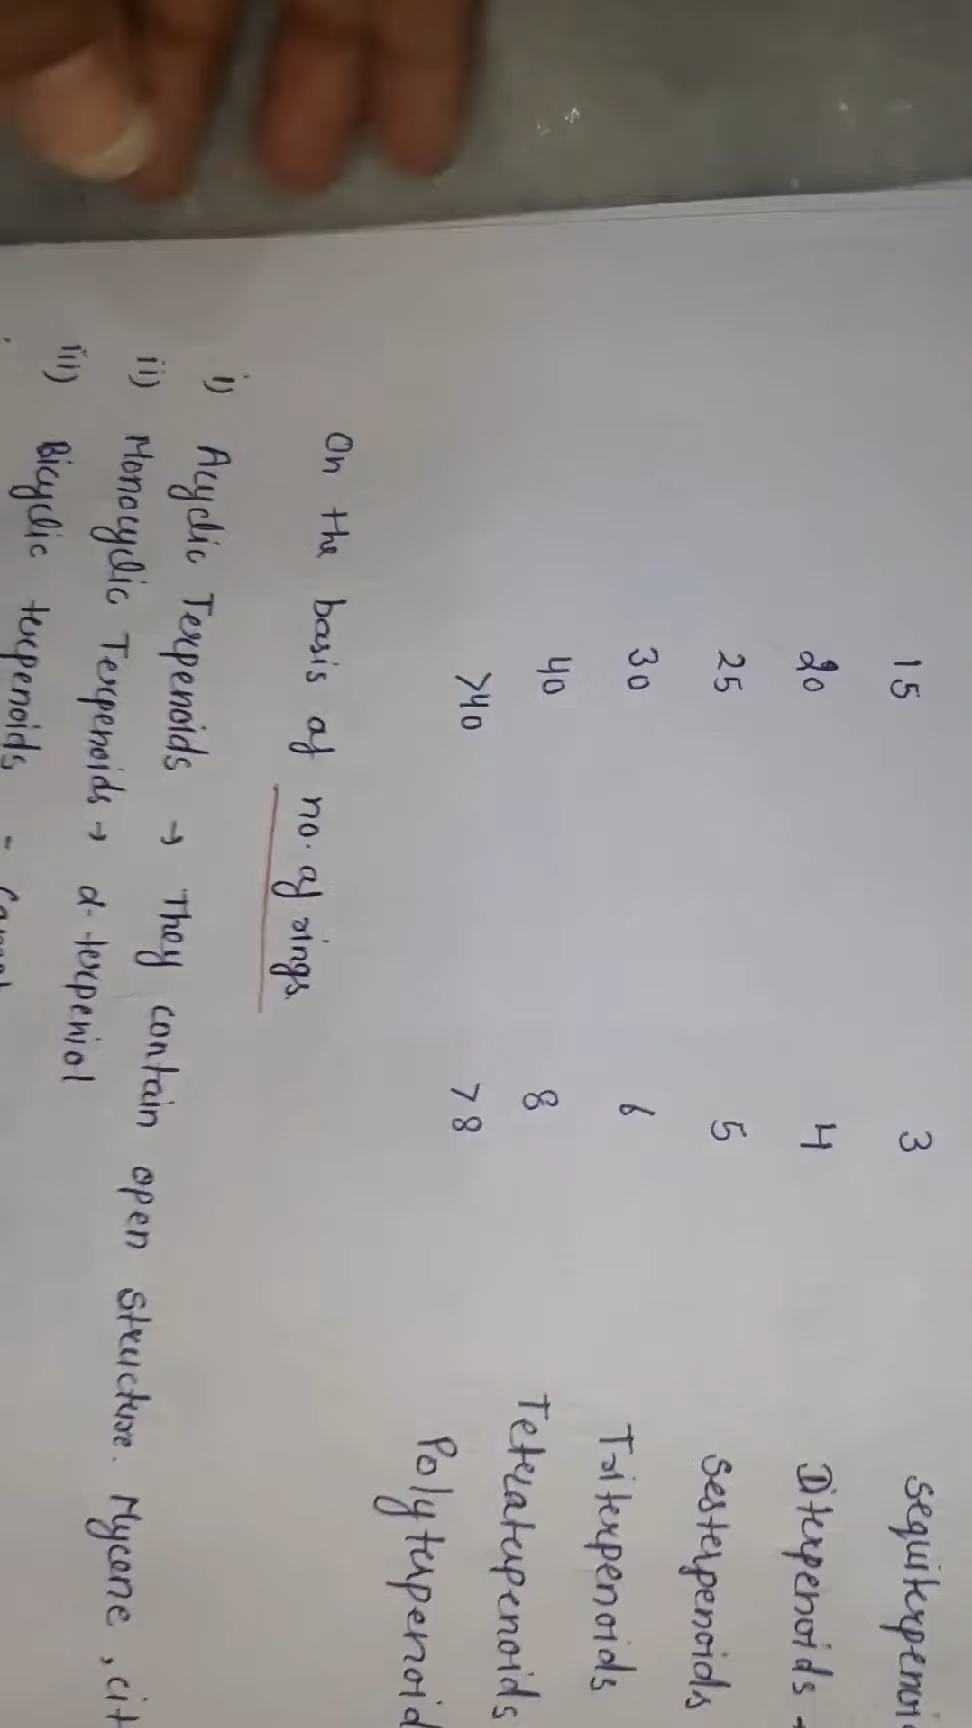 15 3 Sequiterpenoi
20 4 Diterpenoids
25 5 Sesterpenoids
30 6 Triterpenoids
40 8 Teteraterpenoids
>40 >8 Polyterpenoid
On the basis of no. of rings
i) Acyclic Terpenoids → They contain open structure. Mycene, cit
ii) Monocyclic Terpenoids → α-terpeniol
iii) Bicyclic terpenoids =